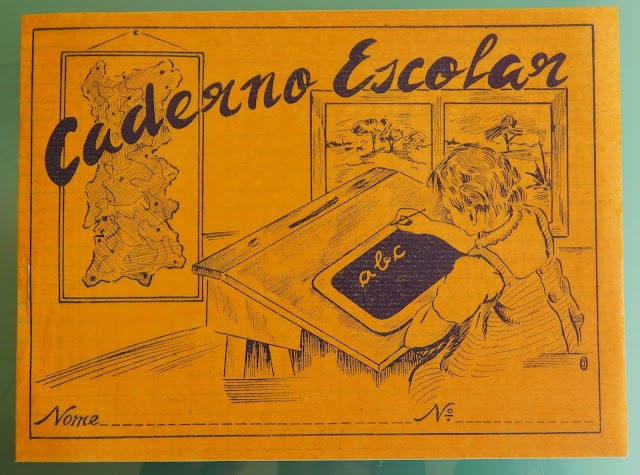 Caderno Escolar
abc
Nome Nº